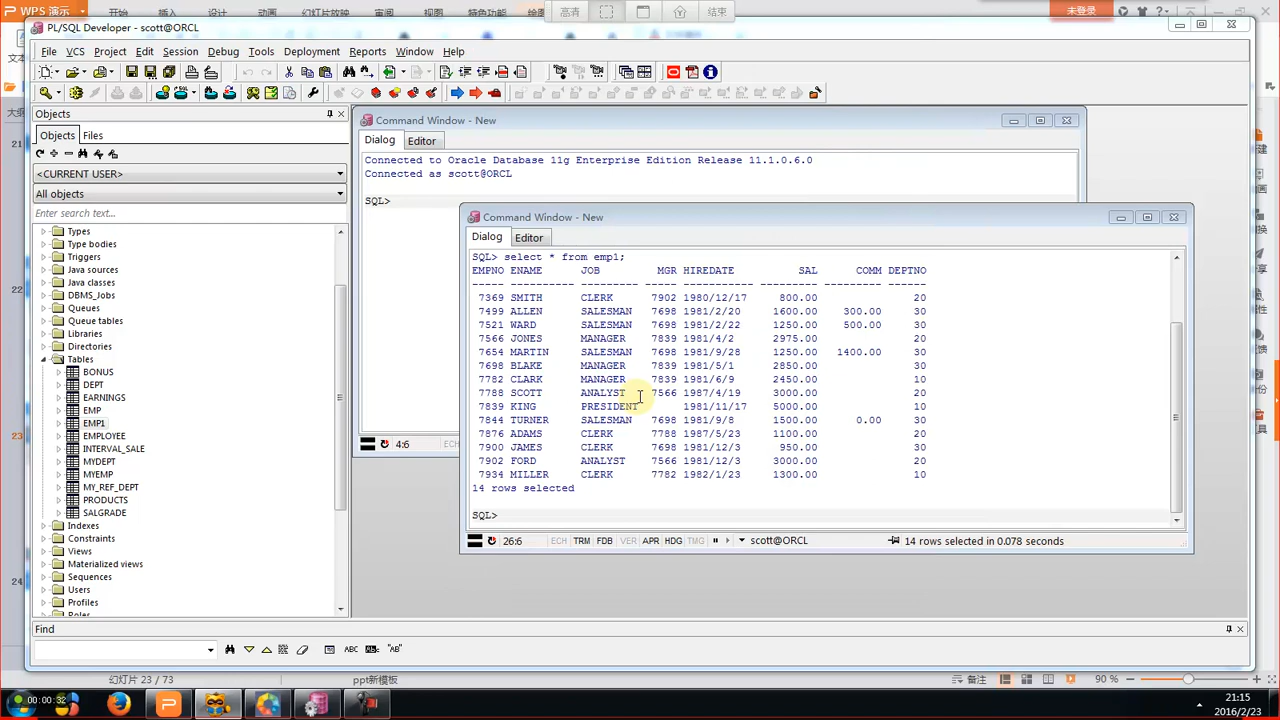 WPS 演示
开始
插入
设计
动画
幻灯片放映
审阅
视图
特色功能
高清
结束
未登录
PL/SQL Developer - scott@ORCL
File VCS Project Edit Session Debug Tools Deployment Reports Window Help
Objects
Objects Files
<CURRENT USER>
All objects
Enter search text...
Types
Type bodies
Triggers
Java sources
Java classes
DBMS_Jobs
Queues
Queue tables
Libraries
Directories
Tables
BONUS
DEPT
EARNINGS
EMP
EMP1
EMPLOYEE
INTERVAL_SALE
MYDEPT
MYEMP
MY_REF_DEPT
PRODUCTS
SALGRADE
Indexes
Constraints
Views
Materialized views
Sequences
Users
Profiles
Roles
Find
ABC "AB"
Command Window - New
Dialog Editor
Connected to Oracle Database 11g Enterprise Edition Release 11.1.0.6.0
Connected as scott@ORCL
SQL>
4:6 ECH
Command Window - New
Dialog Editor
SQL> select * from emp1;
EMPNO ENAME JOB MGR HIREDATE SAL COMM DEPTNO
----- ---------- --------- ----- ----------- --------- --------- ------
7369 SMITH CLERK 7902 1980/12/17 800.00 20
7499 ALLEN SALESMAN 7698 1981/2/20 1600.00 300.00 30
7521 WARD SALESMAN 7698 1981/2/22 1250.00 500.00 30
7566 JONES MANAGER 7839 1981/4/2 2975.00 20
7654 MARTIN SALESMAN 7698 1981/9/28 1250.00 1400.00 30
7698 BLAKE MANAGER 7839 1981/5/1 2850.00 30
7782 CLARK MANAGER 7839 1981/6/9 2450.00 10
7788 SCOTT ANALYST 7566 1987/4/19 3000.00 20
7839 KING PRESIDENT 1981/11/17 5000.00 10
7844 TURNER SALESMAN 7698 1981/9/8 1500.00 0.00 30
7876 ADAMS CLERK 7788 1987/5/23 1100.00 20
7900 JAMES CLERK 7698 1981/12/3 950.00 30
7902 FORD ANALYST 7566 1981/12/3 3000.00 20
7934 MILLER CLERK 7782 1982/1/23 1300.00 10
14 rows selected
SQL>
26:6 ECH TRM FDB VER APR HDG TMG scott@ORCL 14 rows selected in 0.078 seconds
21
22
23
24
幻灯片 23 / 73
ppt新模板
备注
90 %
00:00:32
21:15
2016/2/23